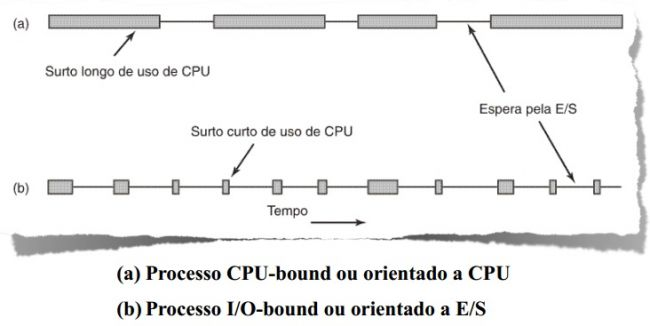 (a)
Surto longo de uso de CPU
Espera pela E/S
Surto curto de uso de CPU
(b)
Tempo
(a) Processo CPU-bound ou orientado a CPU
(b) Processo I/O-bound ou orientado a E/S